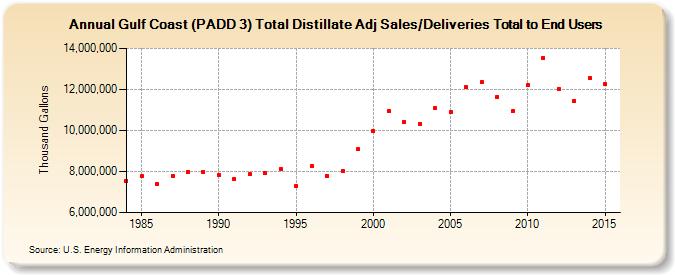 Annual Gulf Coast (PADD 3) Total Distillate Adj Sales/Deliveries Total to End Users
Thousand Gallons
14,000,000
12,000,000
10,000,000
8,000,000
6,000,000
1985 1990 1995 2000 2005 2010 2015
Source: U.S. Energy Information Administration